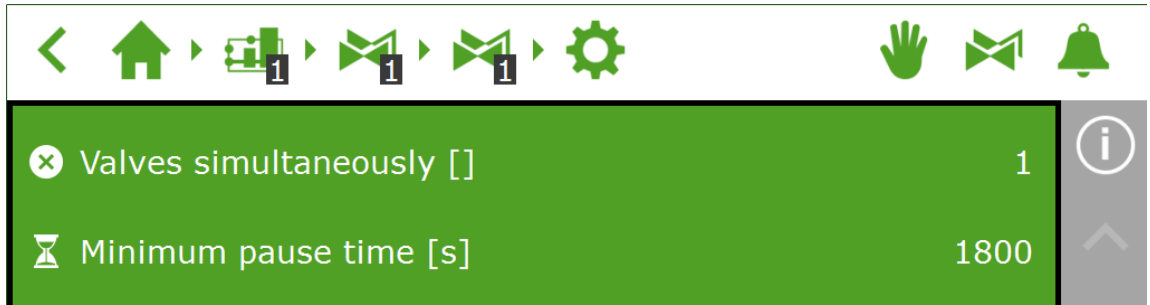 1 1 1
Valves simultaneously [] 1
Minimum pause time [s] 1800